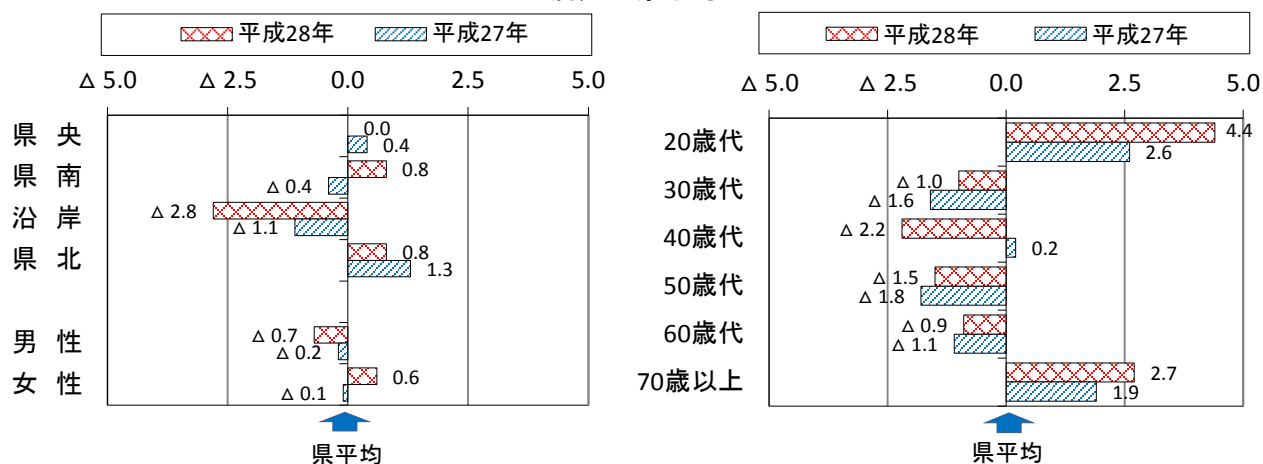 平成28年 平成27年
△ 5.0 △ 2.5 0.0 2.5 5.0
県 央 0.0
0.4
県 南 0.8
△ 0.4
沿 岸 △ 2.8
△ 1.1
県 北 0.8
1.3
男 性 △ 0.7
△ 0.2
女 性 0.6
△ 0.1
県平均
平成28年 平成27年
△ 5.0 △ 2.5 0.0 2.5 5.0
20歳代 4.4
2.6
30歳代 △ 1.0
△ 1.6
40歳代 △ 2.2
0.2
50歳代 △ 1.5
△ 1.8
60歳代 △ 0.9
△ 1.1
70歳以上 2.7
1.9
県平均